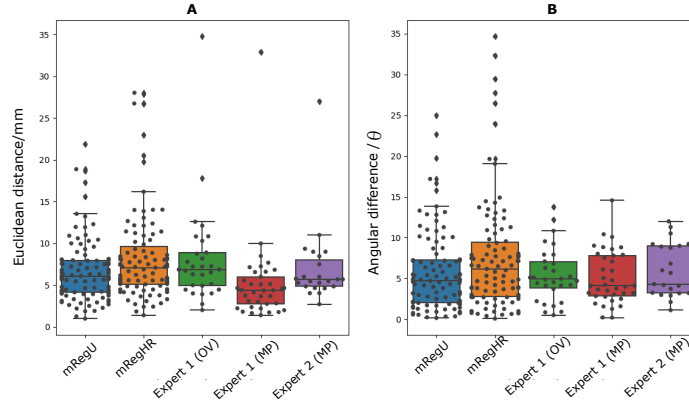 A
B
Euclidean distance/mm
35
30
25
20
15
10
5
0
mRegU
mRegHR
Expert 1 (OV)
Expert 1 (MP)
Expert 2 (MP)
Angular difference / θ
35
30
25
20
15
10
5
0
mRegU
mRegHR
Expert 1 (OV)
Expert 1 (MP)
Expert 2 (MP)